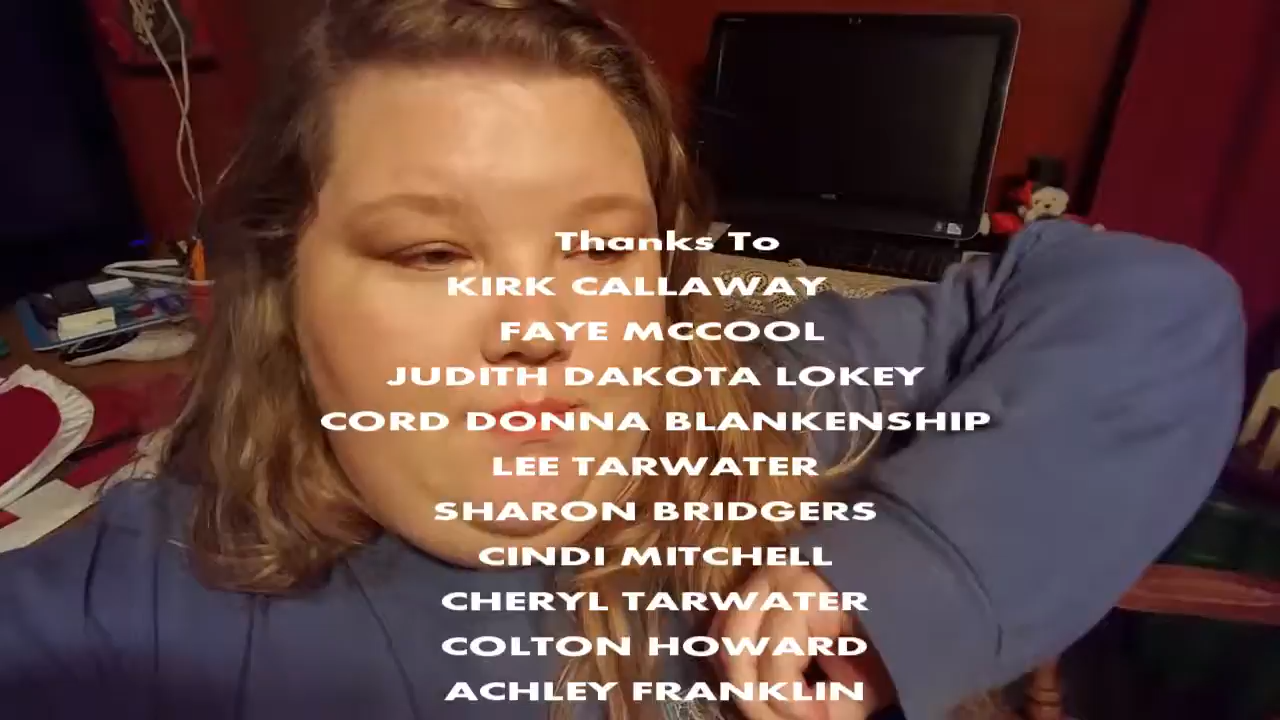 Thanks To
KIRK CALLAWAY
FAYE MCCOOL
JUDITH DAKOTA LOKEY
CORD DONNA BLANKENSHIP
LEE TARWATER
SHARON BRIDGERS
CINDI MITCHELL
CHERYL TARWATER
COLTON HOWARD
ACHLEY FRANKLIN